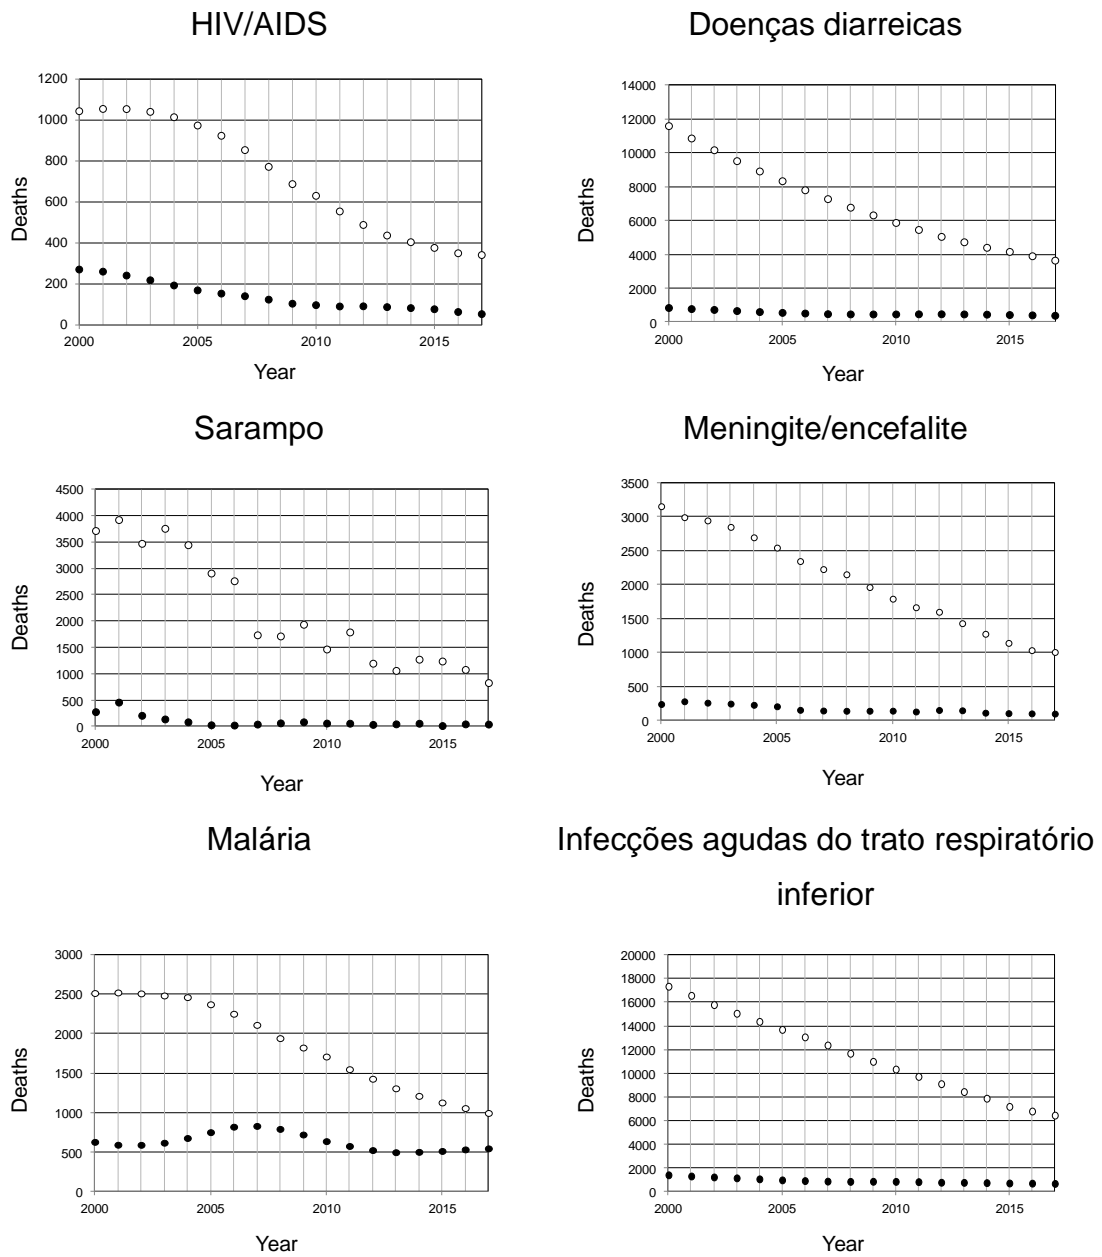 HIV/AIDS
1200
1000
800
600
400
200
0
2000 2005 2010 2015
Deaths
Year
Doenças diarreicas
14000
12000
10000
8000
6000
4000
2000
0
2000 2005 2010 2015
Deaths
Year
Sarampo
4500
4000
3500
3000
2500
2000
1500
1000
500
0
2000 2005 2010 2015
Deaths
Year
Meningite/encefalite
3500
3000
2500
2000
1500
1000
500
0
2000 2005 2010 2015
Deaths
Year
Malária
3000
2500
2000
1500
1000
500
0
2000 2005 2010 2015
Deaths
Year
Infecções agudas do trato respiratório
inferior
20000
18000
16000
14000
12000
10000
8000
6000
4000
2000
0
2000 2005 2010 2015
Deaths
Year